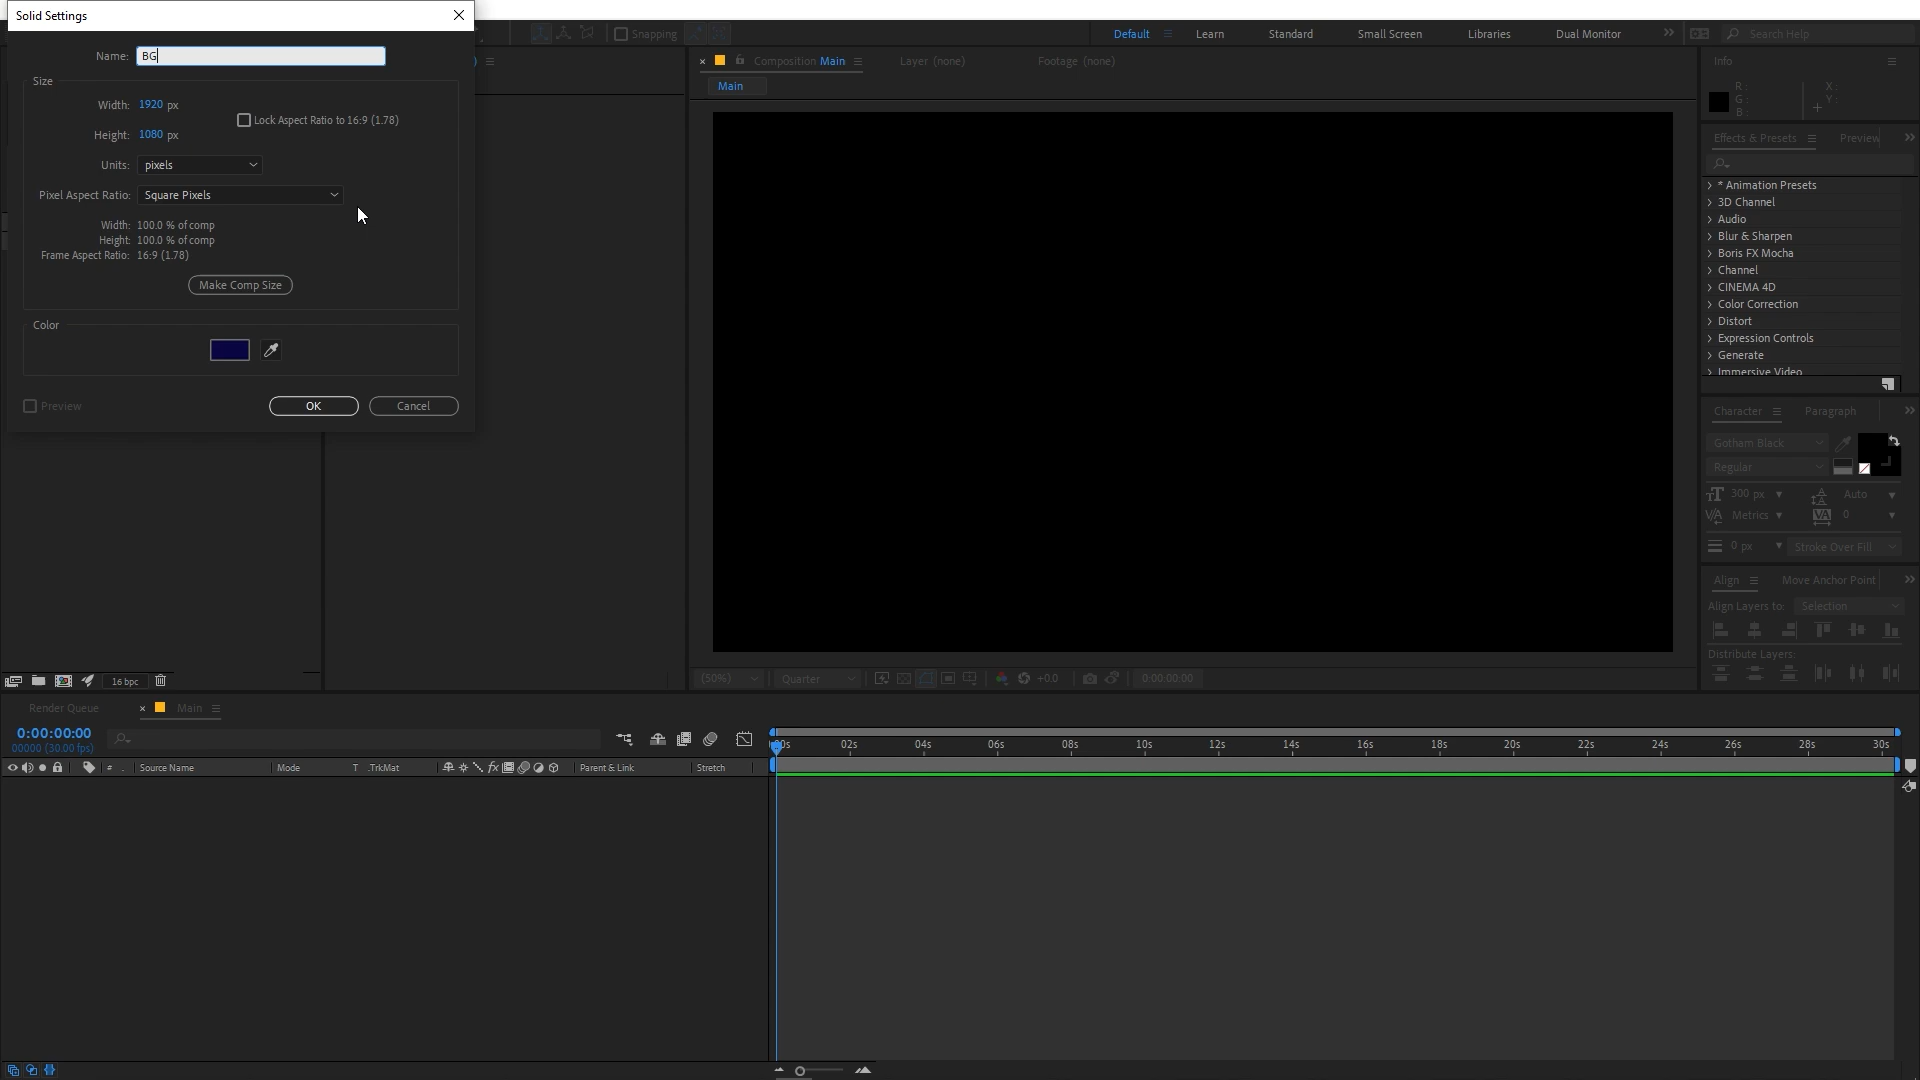 Solid Settings
Name: BG
Size
Width: 1920 px
Lock Aspect Ratio to 16:9 (1.78)
Height: 1080 px
Units: pixels
Pixel Aspect Ratio: Square Pixels
Width: 100.0 % of comp
Height: 100.0 % of comp
Frame Aspect Ratio: 16:9 (1.78)
Make Comp Size
Color
Preview
OK
Cancel
Snapping
Default
Learn
Standard
Small Screen
Libraries
Dual Monitor
Search Help
Composition Main
Layer (none)
Footage (none)
Main
Info
R :
G :
B :
X :
Y :
Effects & Presets
Preview
* Animation Presets
3D Channel
Audio
Blur & Sharpen
Boris FX Mocha
Channel
CINEMA 4D
Color Correction
Distort
Expression Controls
Generate
Immersive Video
Character
Paragraph
Gotham Black
Regular
300 px
Auto
Metrics
0
0 px
Stroke Over Fill
Align
Move Anchor Point
Align Layers to: Selection
Distribute Layers:
16 bpc
(50%)
Quarter
+0.0
0:00:00:00
Render Queue
Main
0:00:00:00
00000 (30.00 fps)
# Source Name Mode T .TrkMat Parent & Link Stretch
02s 04s 06s 08s 10s 12s 14s 16s 18s 20s 22s 24s 26s 28s 30s